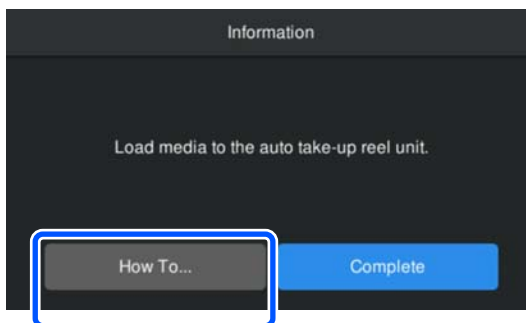 Information
Load media to the auto take-up reel unit.
How To...
Complete